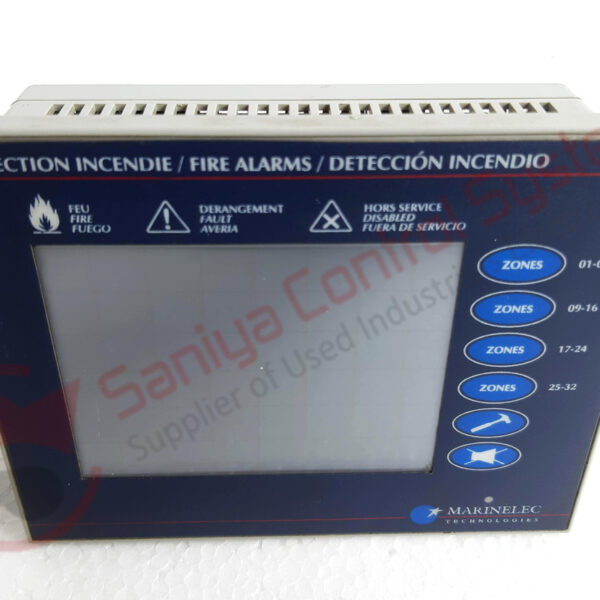 ECTION INCENDIE / FIRE ALARMS / DETECCIÓN INCENDIO
FEU
FIRE
FUEGO
DERANGEMENT
FAULT
AVERIA
HORS SERVICE
DISABLED
FUERA DE SERVICIO
ZONES 01-0
ZONES 09-16
ZONES 17-24
ZONES 25-32
Saniya Control Syste
Supplier of Used Industri
MARINELEC
TECHNOLOGIES